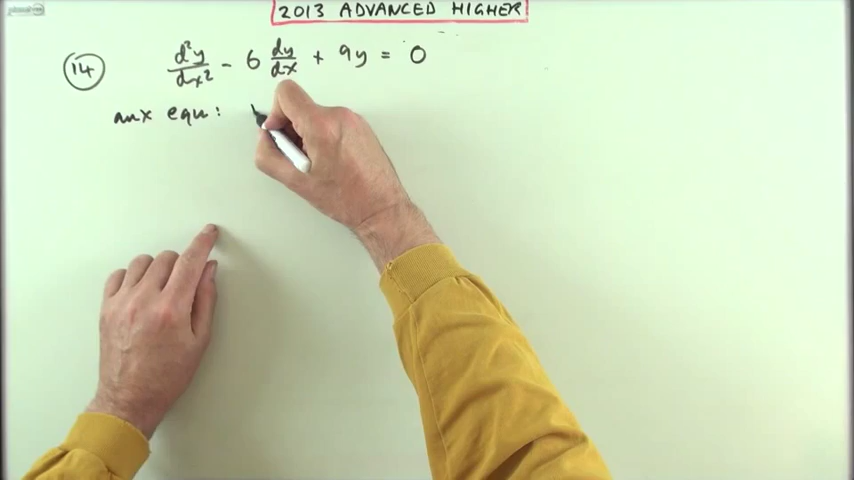 2013 ADVANCED HIGHER
14 d²y/dx² - 6 dy/dx + 9y = 0
aux equ: